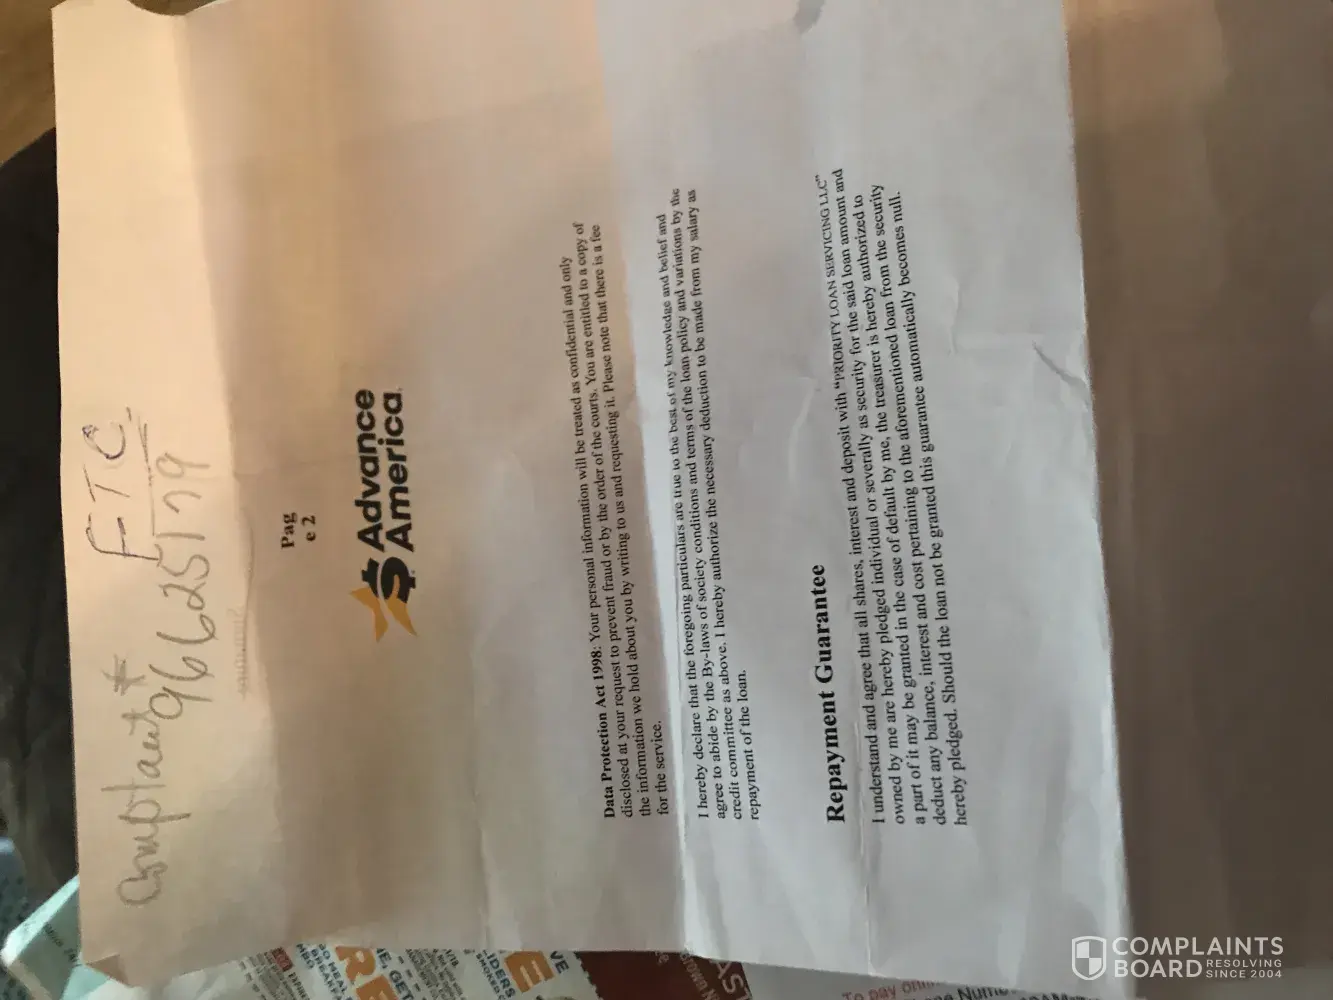 Complaint #
FTC
96625179
Pag
e 2
Advance
America
Data Protection Act 1998: Your personal information will be treated as confidential and only
disclosed at your request to prevent fraud or by the order of the courts. You are entitled to a copy of
the information we hold about you by writing to us and requesting it. Please note that there is a fee
for the service.
I hereby declare that the foregoing particulars are true to the best of my knowledge and belief and
agree to abide by the By-laws of society conditions and terms of the loan policy and variations by the
credit committee as above. I hereby authorize the necessary deduction to be made from my salary as
repayment of the loan.
Repayment Guarantee
I understand and agree that all shares, interest and deposit with "PRIORITY LOAN SERVICING LLC"
owned by me are hereby pledged individual or severally as security for the said loan amount and
a part of it may be granted in the case of default by me, the treasurer is hereby authorized to
deduct any balance, interest and cost pertaining to the aforementioned loan from the security
hereby pledged. Should the loan not be granted this guarantee automatically becomes null.
COMPLAINTS
BOARD RESOLVING
SINCE 2004